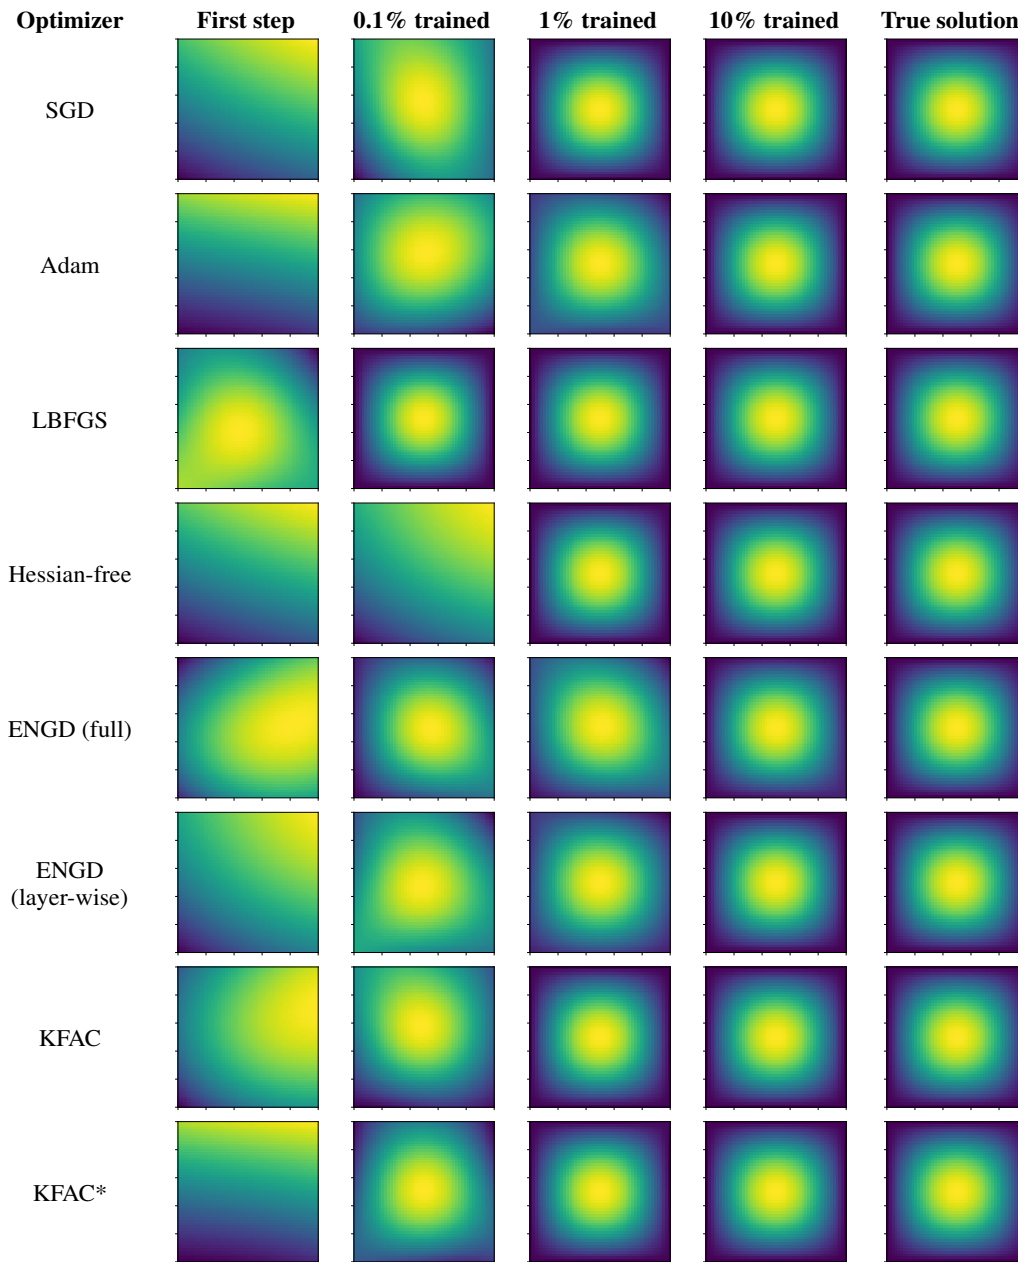 Optimizer First step 0.1% trained 1% trained 10% trained True solution
SGD
Adam
LBFGS
Hessian-free
ENGD (full)
ENGD
(layer-wise)
KFAC
KFAC*